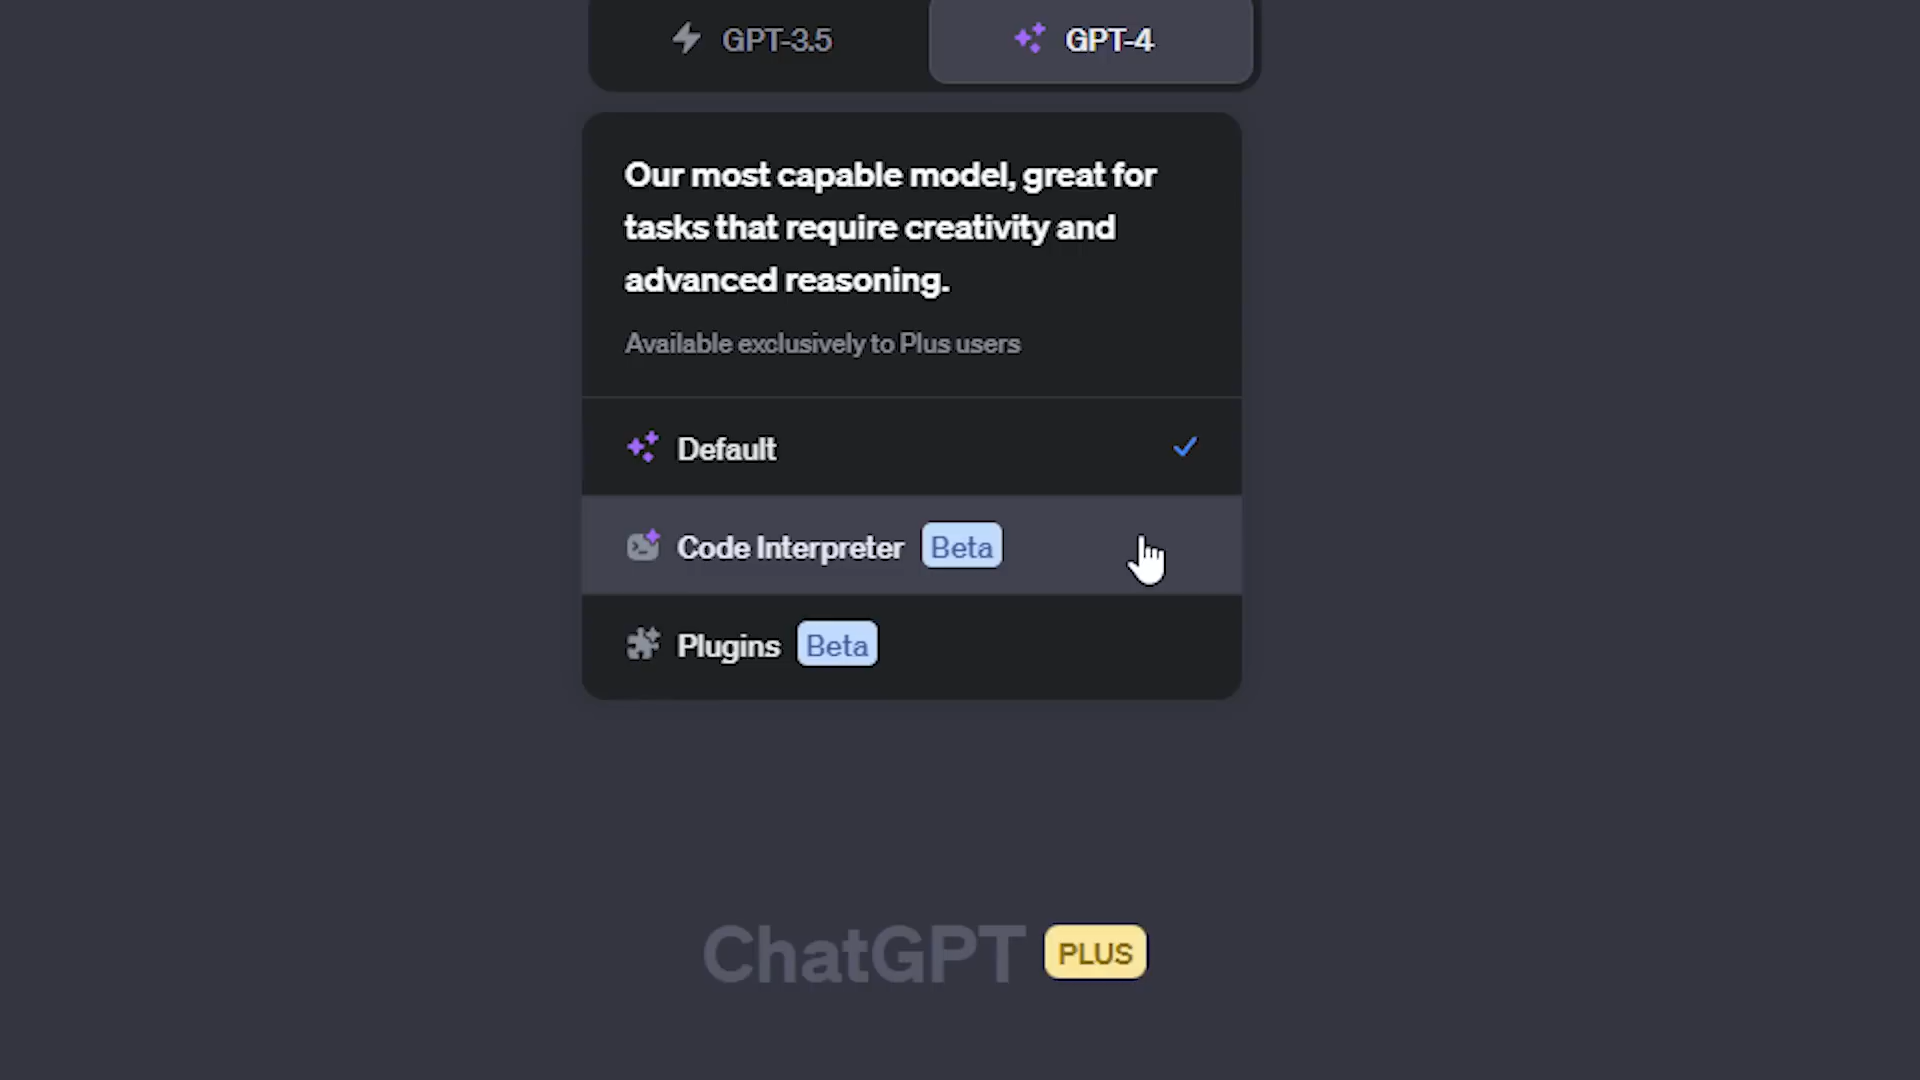 GPT-3.5
GPT-4
Our most capable model, great for
tasks that require creativity and
advanced reasoning.
Available exclusively to Plus users
Default
Code Interpreter Beta
Plugins Beta
ChatGPT PLUS